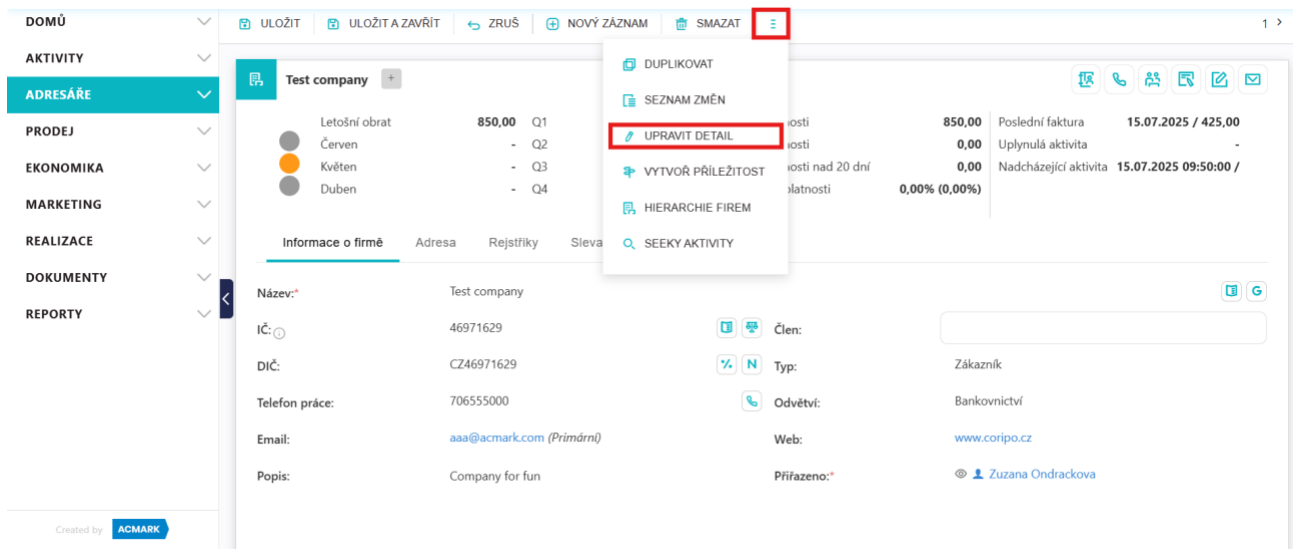 DOMŮ
ULOŽIT
ULOŽIT A ZAVŘÍT
ZRUŠ
NOVÝ ZÁZNAM
SMAZAT
1
AKTIVITY
ADRESÁŘE
PRODEJ
EKONOMIKA
MARKETING
REALIZACE
DOKUMENTY
REPORTY
Created by ACMARK
Test company +
DUPLIKOVAT
SEZNAM ZMĚN
UPRAVIT DETAIL
VYTVOŘ PŘÍLEŽITOST
HIERARCHIE FIREM
SEEKY AKTIVITY
Letošní obrat 850,00 Q1
Červen - Q2
Květen - Q3
Duben - Q4
nosti 850,00
nosti 0,00
nosti nad 20 dní 0,00
platnosti 0,00% (0,00%)
Poslední faktura 15.07.2025 / 425,00
Uplynulá aktivita -
Nadcházející aktivita 15.07.2025 09:50:00 /
Informace o firmě Adresa Rejstříky Sleva
Název:* Test company G
IČ: 46971629 Člen:
DIČ: CZ46971629 N Typ: Zákazník
Telefon práce: 706555000 Odvětví: Bankovnictví
Email: aaa@acmark.com (Primární) Web: www.coripo.cz
Popis: Company for fun Přiřazeno:* Zuzana Ondrackova